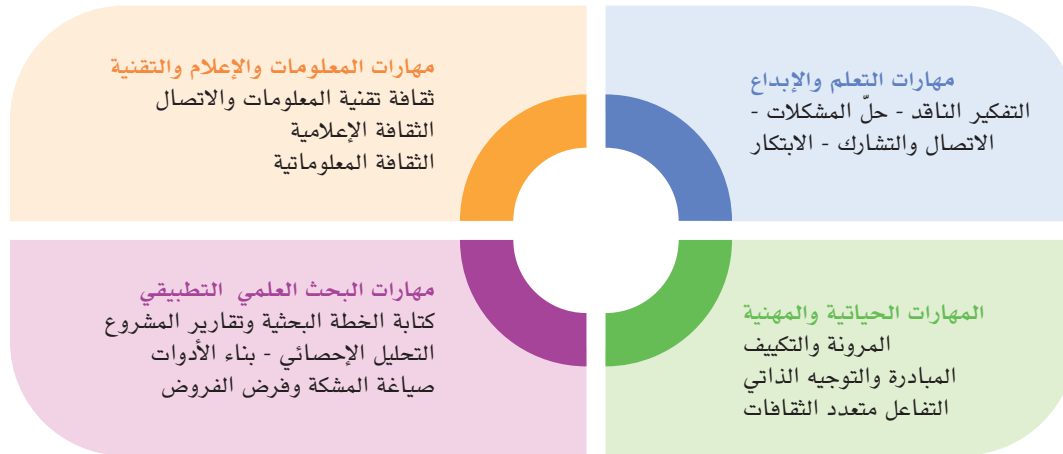 مهارات التعلم والإبداع
التفكير الناقد - حلّ المشكلات -
الاتصال والتشارك - الابتكار
مهارات المعلومات والإعلام والتقنية
ثقافة تقنية المعلومات والاتصال
الثقافة الإعلامية
الثقافة المعلوماتية
المهارات الحياتية والمهنية
المرونة والتكييف
المبادرة والتوجيه الذاتي
التفاعل متعدد الثقافات
مهارات البحث العلمي التطبيقي
كتابة الخطة البحثية وتقارير المشروع
التحليل الإحصائي - بناء الأدوات
صياغة المشكة وفرض الفروض